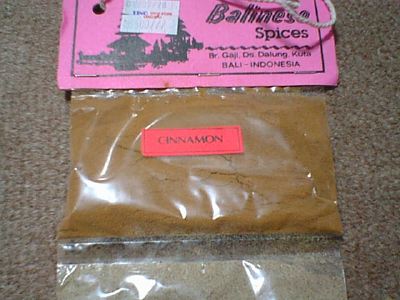 Balinese
Spices
Br. Gaji, Ds. Dalung, Kuta
BALI - INDONESIA
CINNAMON